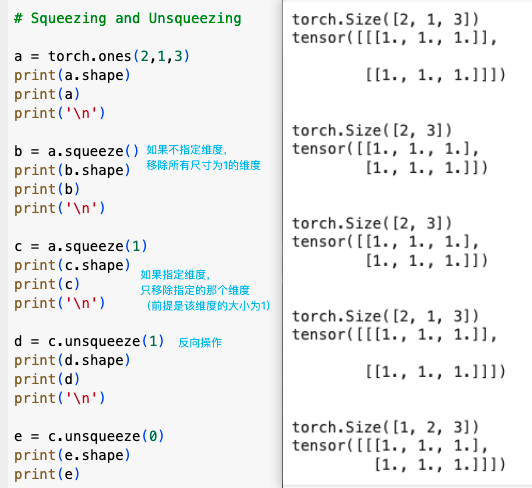 # Squeezing and Unsqueezing
a = torch.ones(2,1,3)
print(a.shape)
print(a)
print('\n')
b = a.squeeze() 如果不指定维度，
print(b.shape) 移除所有尺寸为1的维度
print(b)
print('\n')
c = a.squeeze(1)
print(c.shape)
如果指定维度，
print(c)
只移除指定的那个维度
print('\n') （前提是该维度的大小为1）
d = c.unsqueeze(1) 反向操作
print(d.shape)
print(d)
print('\n')
e = c.unsqueeze(0)
print(e.shape)
print(e)
torch.Size([2, 1, 3])
tensor([[[1., 1., 1.]],
[[1., 1., 1.]]])
torch.Size([2, 3])
tensor([[1., 1., 1.],
[1., 1., 1.]])
torch.Size([2, 3])
tensor([[1., 1., 1.],
[1., 1., 1.]])
torch.Size([2, 1, 3])
tensor([[[1., 1., 1.]],
[[1., 1., 1.]]])
torch.Size([1, 2, 3])
tensor([[[1., 1., 1.],
[1., 1., 1.]]])